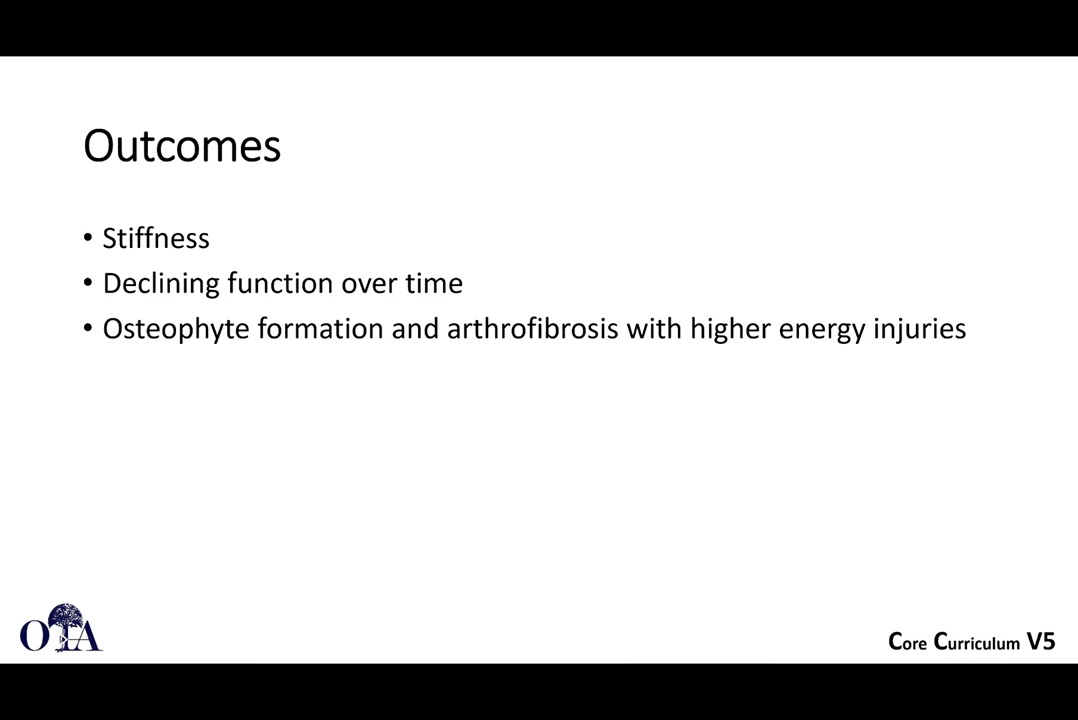 Outcomes
• Stiffness
• Declining function over time
• Osteophyte formation and arthrofibrosis with higher energy injuries
OTA
Core Curriculum V5